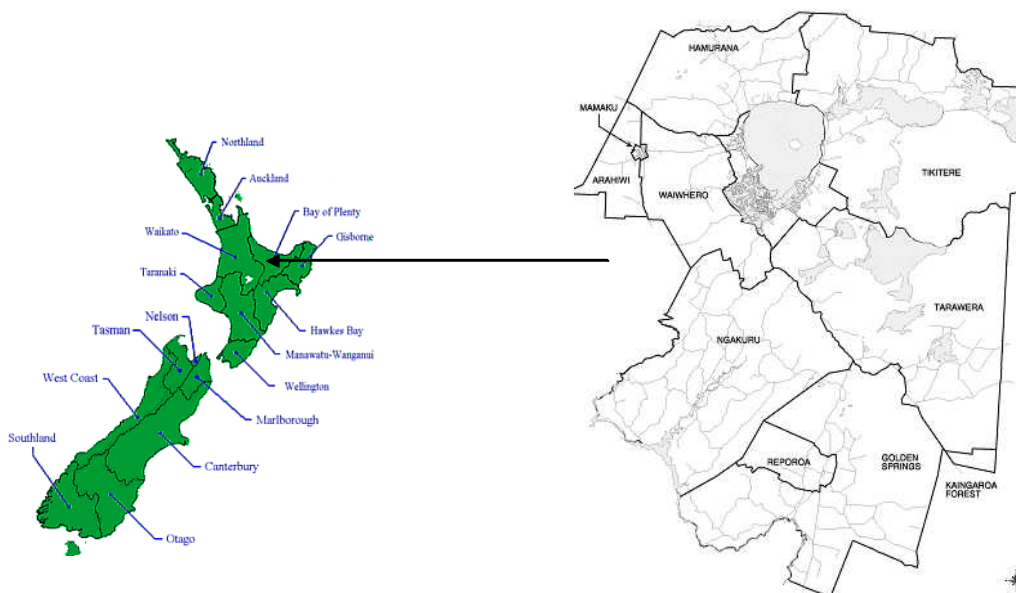 Northland
Auckland
Bay of Plenty
Waikato
Gisborne
Taranaki
Hawkes Bay
Nelson
Tasman
Manawatu-Wanganui
West Coast
Wellington
Marlborough
Southland
Canterbury
Otago
HAMURANA
MAMAKU
ARAHIWI
WAIWHERO
TIKITERE
TARAWERA
NGAKURU
REPOROA
GOLDEN
SPRINGS
KAINGAROA
FOREST